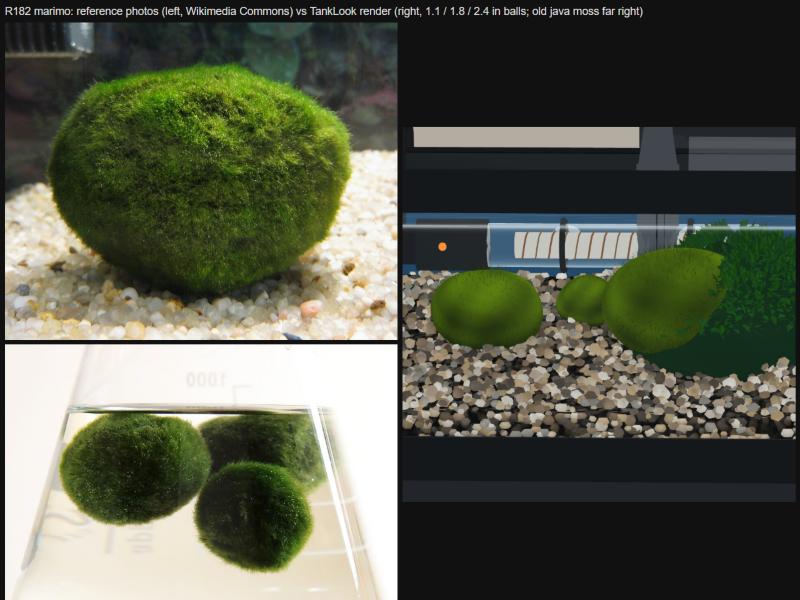 R182 marimo: reference photos (left, Wikimedia Commons) vs TankLook render (right, 1.1 / 1.8 / 2.4 in balls; old java moss far right)
1000